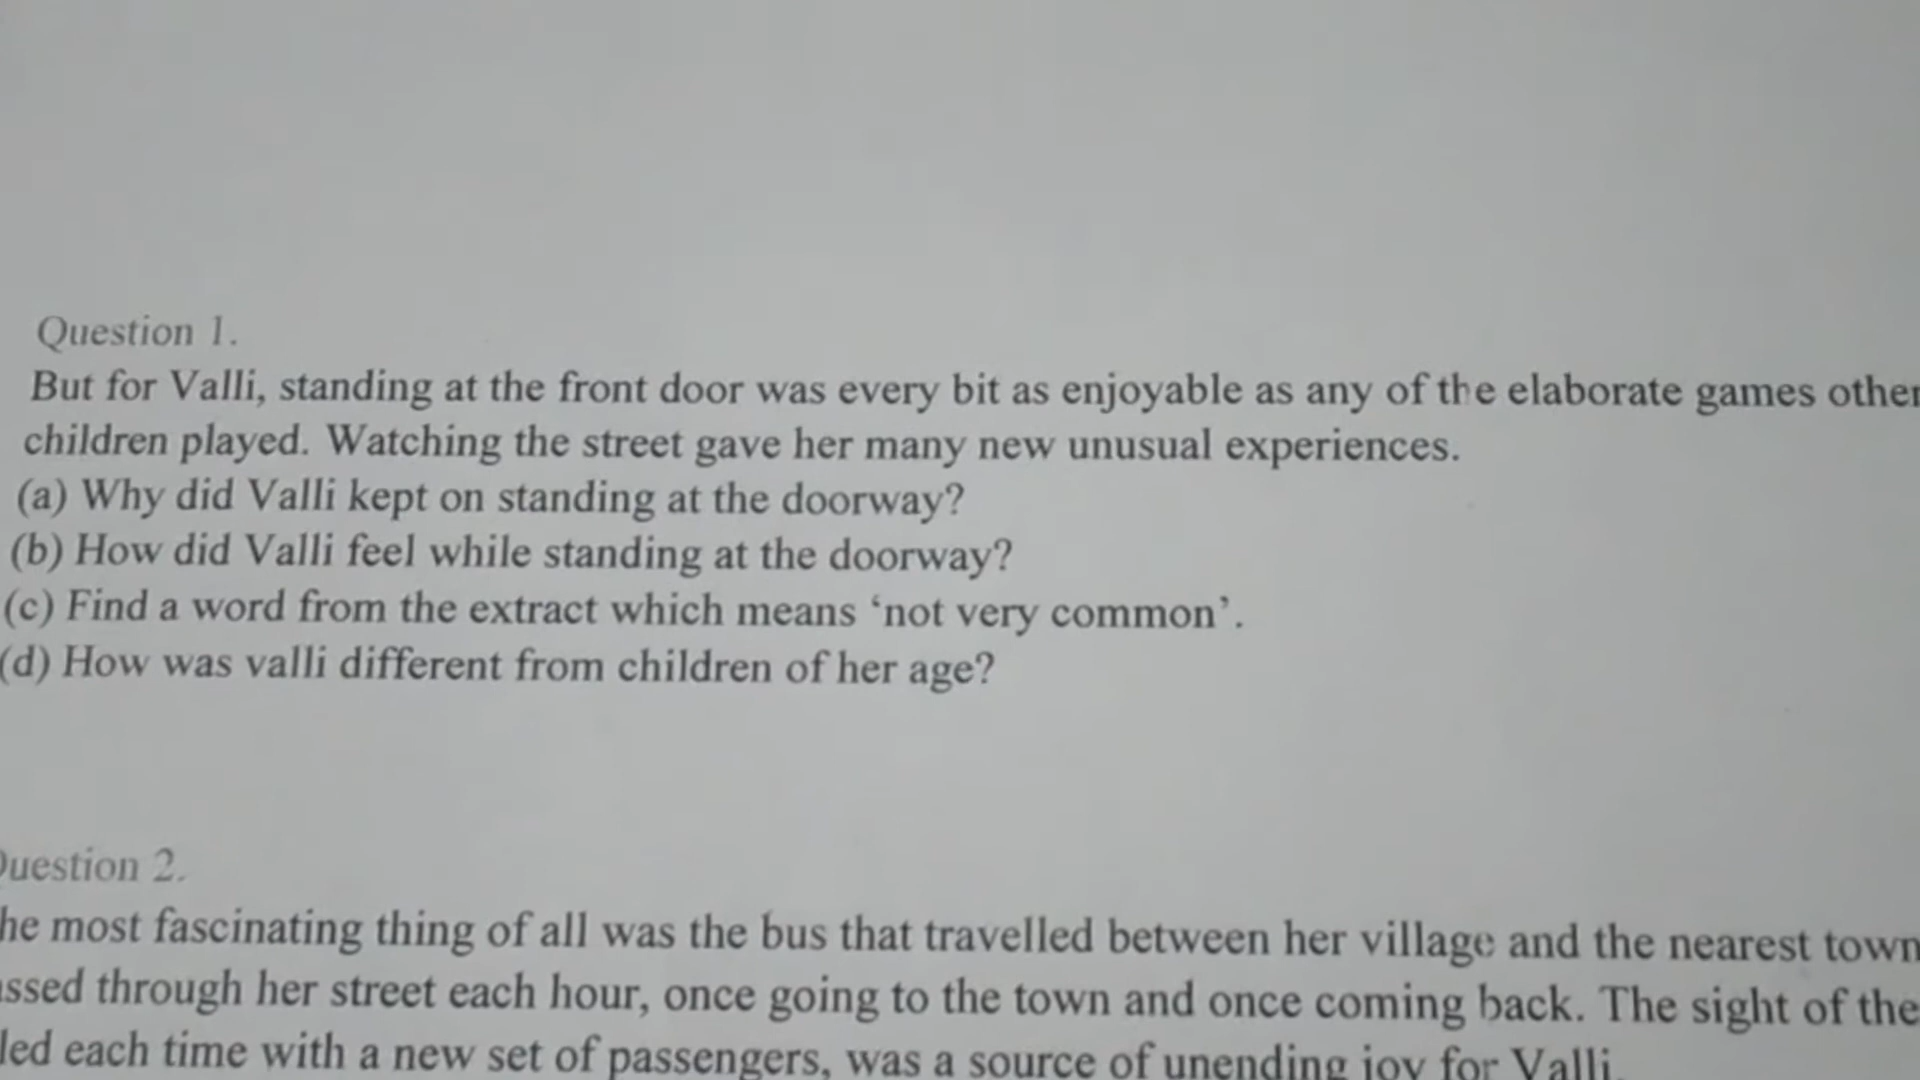 Question 1.
But for Valli, standing at the front door was every bit as enjoyable as any of the elaborate games other
children played. Watching the street gave her many new unusual experiences.
(a) Why did Valli kept on standing at the doorway?
(b) How did Valli feel while standing at the doorway?
(c) Find a word from the extract which means ‘not very common’.
(d) How was valli different from children of her age?
Question 2.
he most fascinating thing of all was the bus that travelled between her village and the nearest town
ssed through her street each hour, once going to the town and once coming back. The sight of the
led each time with a new set of passengers, was a source of unending joy for Valli.